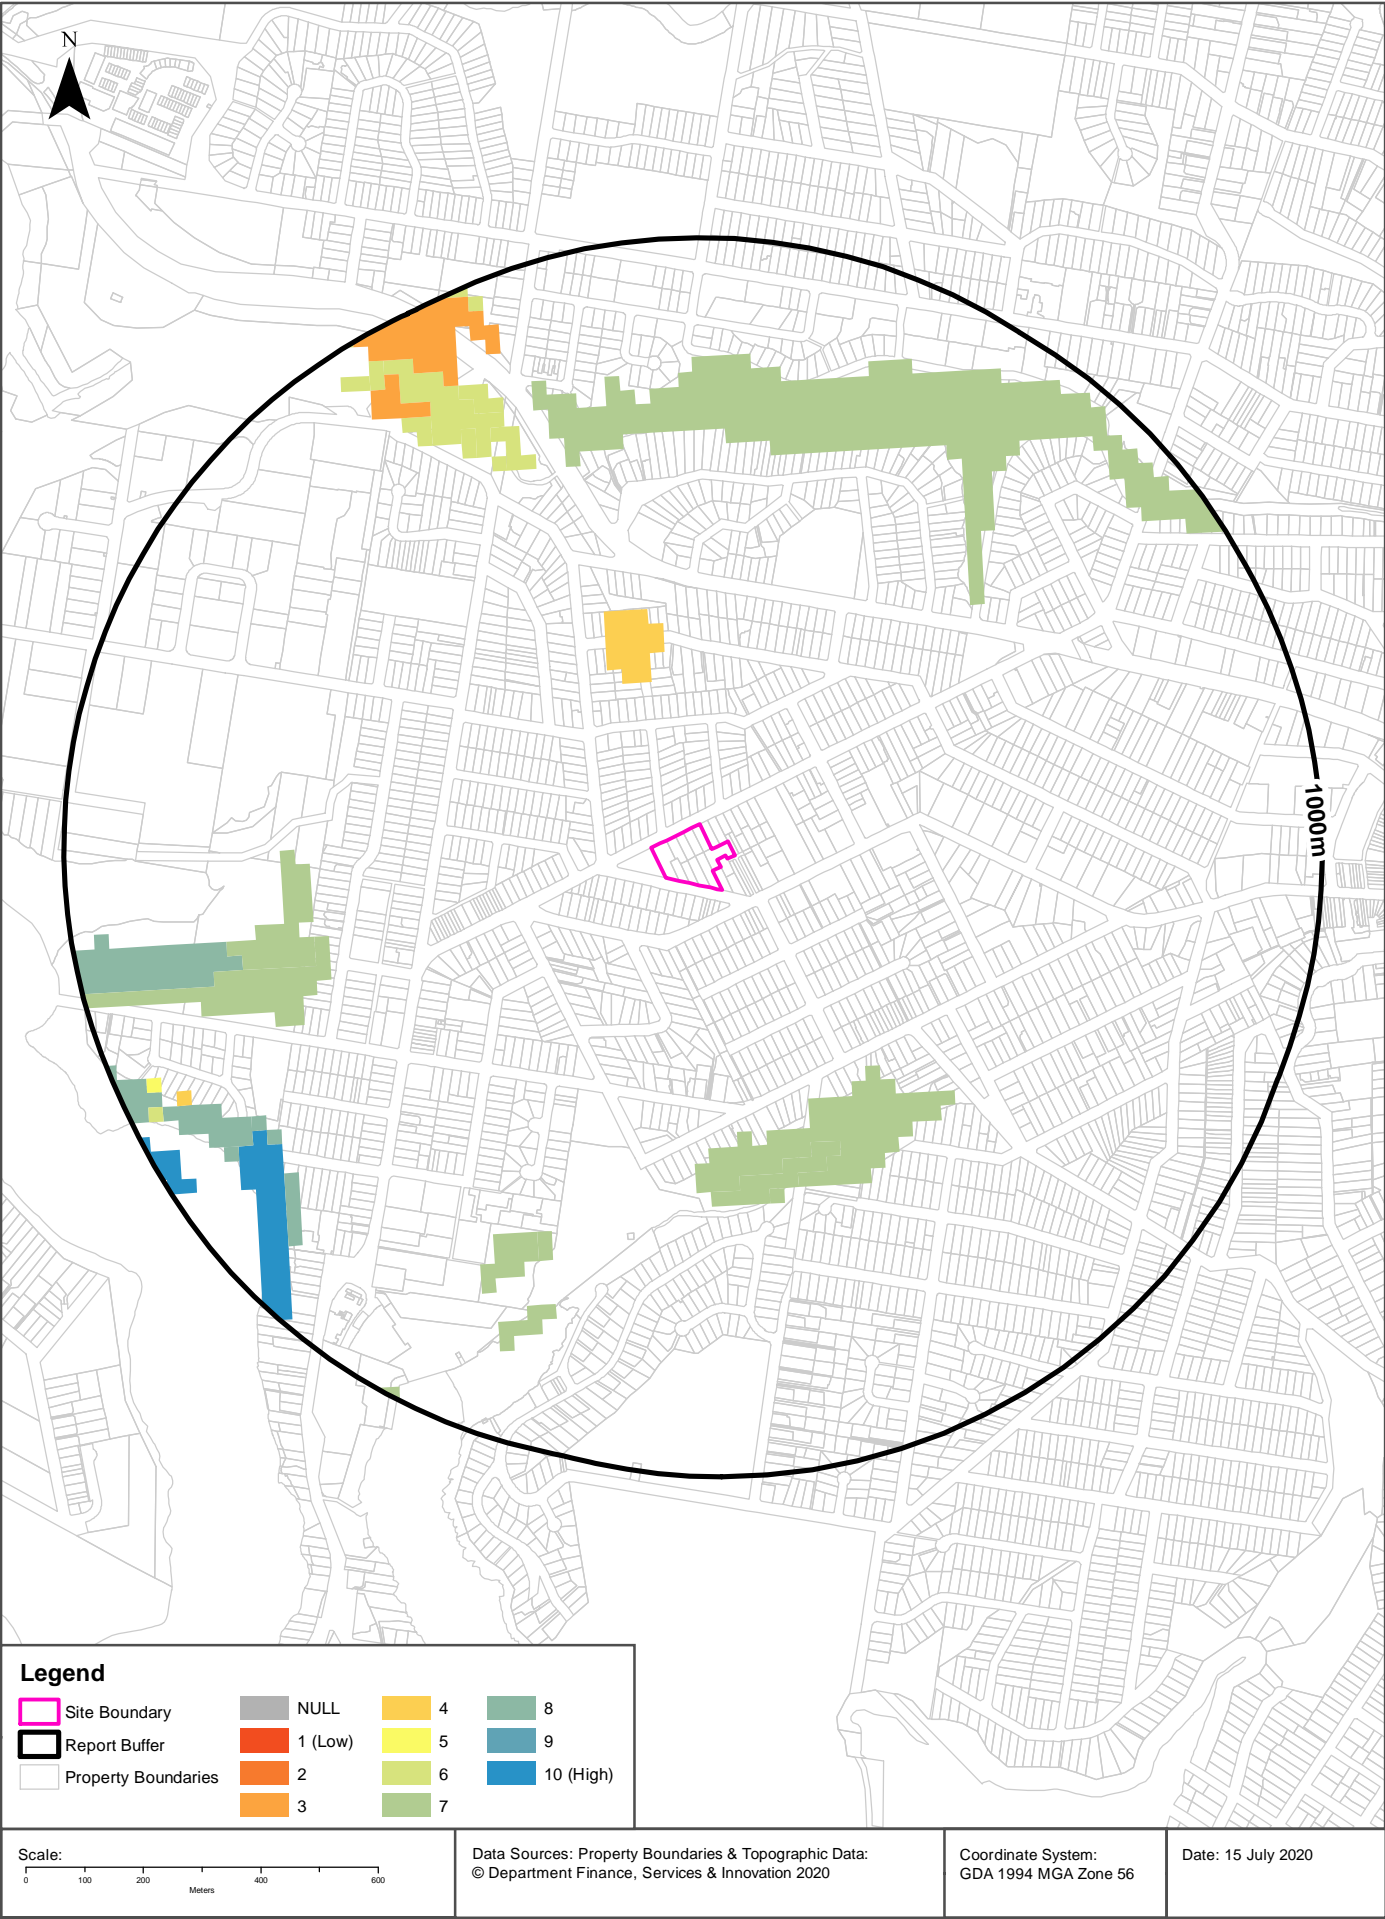 N
1000m
Legend
Site Boundary
Report Buffer
Property Boundaries
NULL
1 (Low)
2
3
4
5
6
7
8
9
10 (High)
Scale:
0 100 200 400 600
Meters
Data Sources: Property Boundaries & Topographic Data:
© Department Finance, Services & Innovation 2020
Coordinate System:
GDA 1994 MGA Zone 56
Date: 15 July 2020